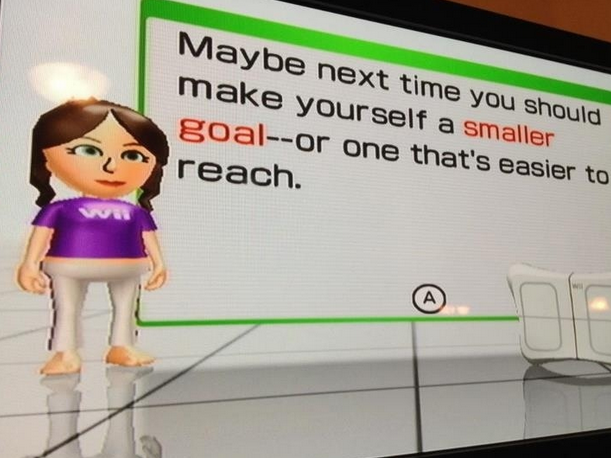 Maybe next time you should
make yourself a smaller
goal--or one that's easier to
reach.
A
Wii